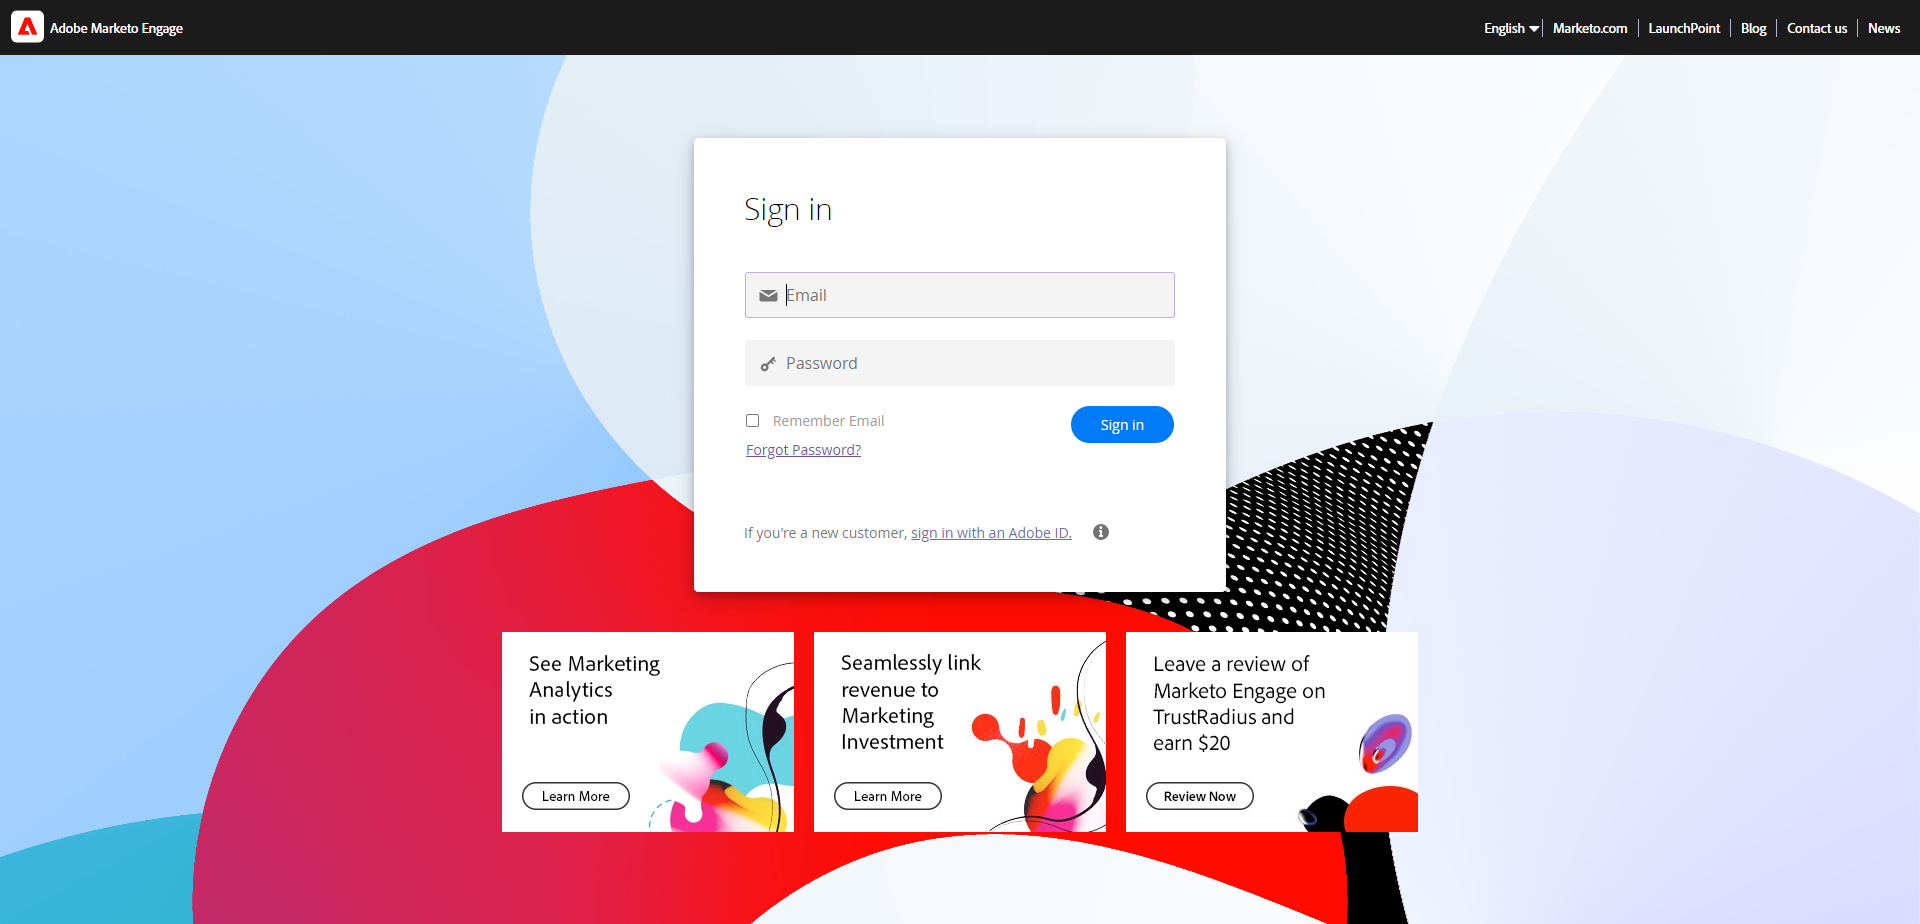 Adobe Marketo Engage
English
Marketo.com
LaunchPoint
Blog
Contact us
News
Sign in
Email
Password
Remember Email
Sign in
Forgot Password?
If you're a new customer, sign in with an Adobe ID.
See Marketing
Analytics
in action
Learn More
Seamlessly link
revenue to
Marketing
Investment
Learn More
Leave a review of
Marketo Engage on
TrustRadius and
earn $20
Review Now